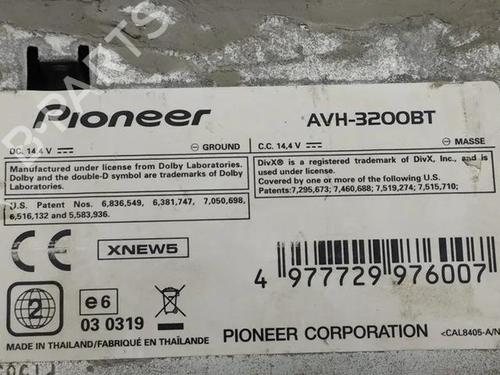 B-PARTS
Pioneer AVH-3200BT
DC. 14,4 V ⎓ ⊖ GROUND C.C. 14,4 V ⎓ ⊖ MASSE
Manufactured under license from Dolby Laboratories.
Dolby and the double-D symbol are trademarks of Dolby
Laboratories.
DivX® is a registered trademark of DivX, Inc., and is
used under license.
Covered by one or more of the following U.S.
Patents:7,295,673; 7,460,688; 7,519,274; 7,515,710;
U.S. Patent Nos. 6,836,549, 6,381,747, 7,050,698,
6,516,132 and 5,583,936.
CE XNEW5
4 977729 976007
2 e6
03 0319
MADE IN THAILAND/FABRIQUÉ EN THAÏLANDE
PIONEER CORPORATION <CAL8405-A/N